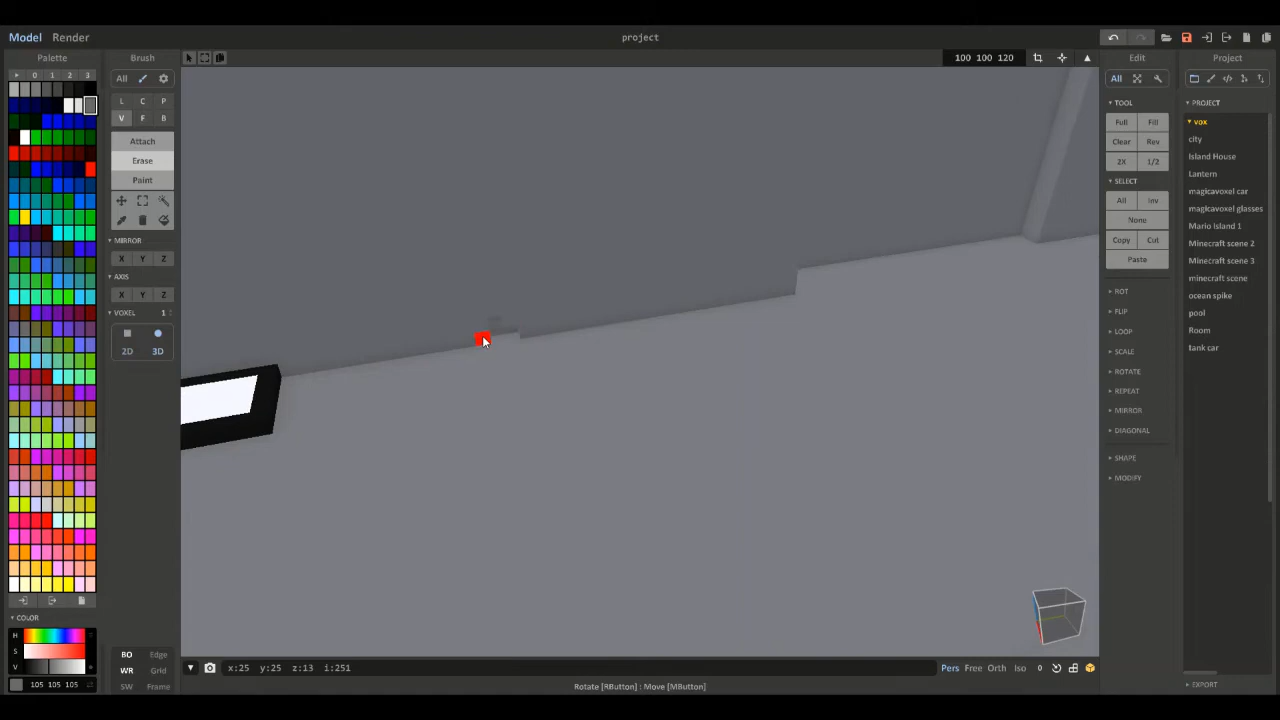 Model Render project
Palette Brush 100 100 120 Edit Project
0 1 2 3
All All
L C P TOOL PROJECT
V F B Full Fill vox
Attach Clear Rev city
Erase 2X 1/2 Island House
Paint SELECT Lantern
All Inv magicavoxel car
None magicavoxel glasses
MIRROR Copy Cut Mario island 1
X Y Z Paste Minecraft scene 2
AXIS Minecraft scene 3
X Y Z ROT minecraft scene
VOXEL 1 FLIP ocean spike
2D 3D LOOP pool
SCALE Room
ROTATE tank car
REPEAT
MIRROR
DIAGONAL
SHAPE
MODIFY
COLOR
H
S BO Edge
V WR Grid x:25 y:25 z:13 i:251 Pers Free Orth Iso 0
105 105 105 SW Frame Rotate [RButton] : Move [MButton] EXPORT